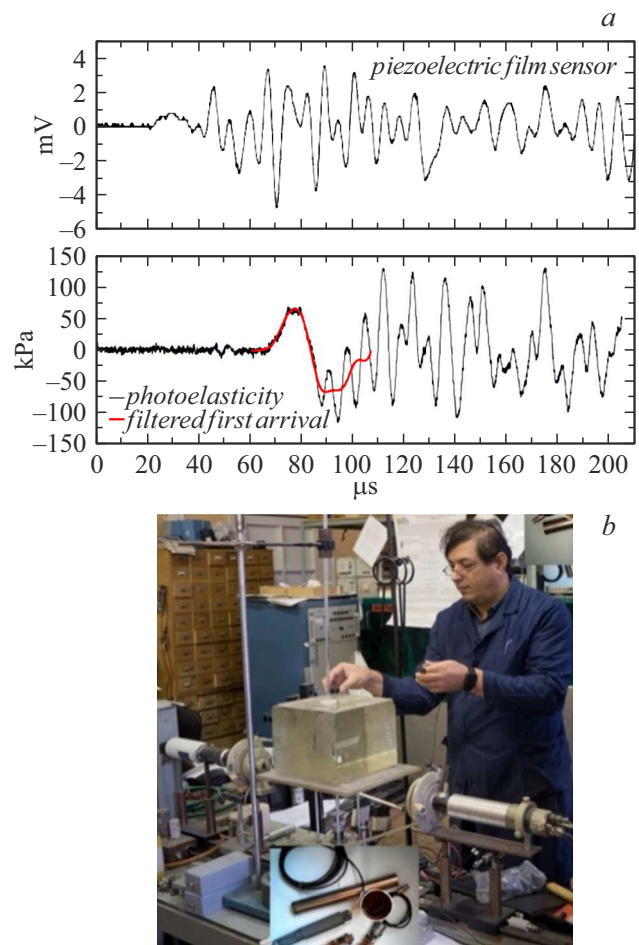 a
4
2
0
−2
−4
−6
mV
piezoelectric film sensor
150
100
50
0
−50
−100
−150
kPa
photoelasticity
filtered first arrival
0 20 40 60 80 100 120 140 160 180 200
μs
b